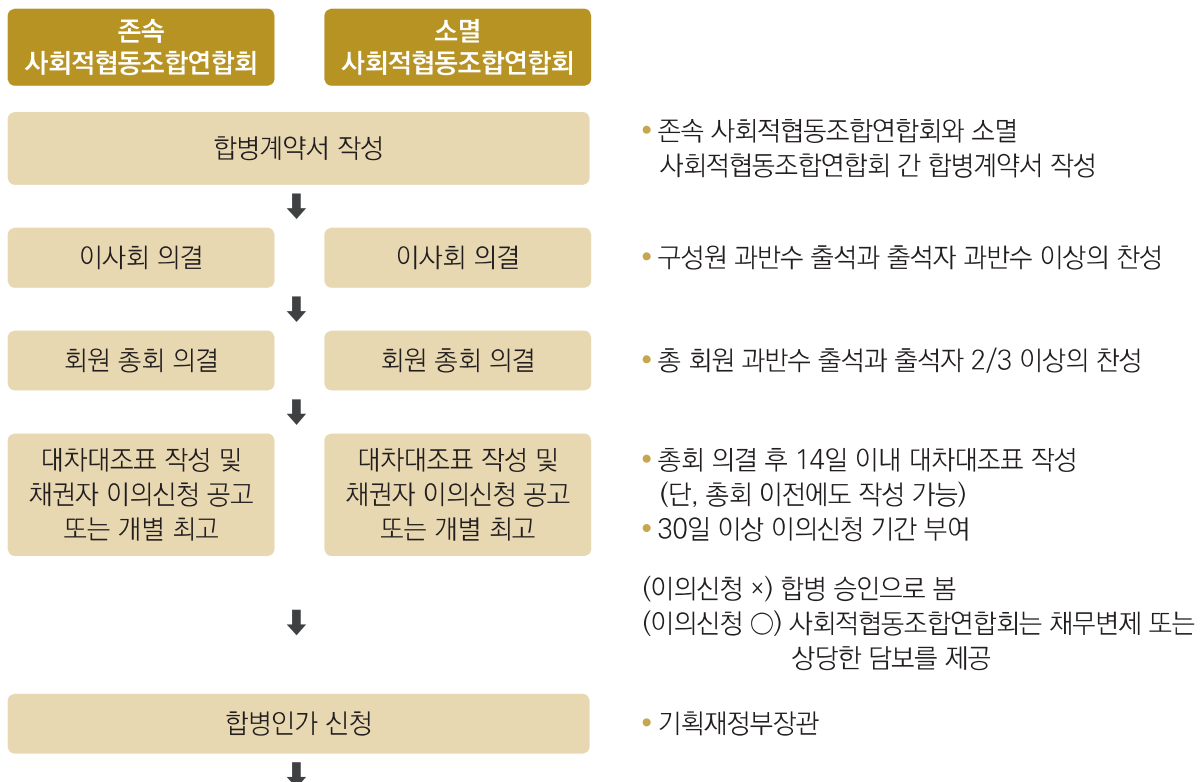 존속
사회적협동조합연합회
소멸
사회적협동조합연합회
합병계약서 작성
• 존속 사회적협동조합연합회와 소멸
사회적협동조합연합회 간 합병계약서 작성
이사회 의결
이사회 의결
• 구성원 과반수 출석과 출석자 과반수 이상의 찬성
회원 총회 의결
회원 총회 의결
• 총 회원 과반수 출석과 출석자 2/3 이상의 찬성
대차대조표 작성 및
채권자 이의신청 공고
또는 개별 최고
대차대조표 작성 및
채권자 이의신청 공고
또는 개별 최고
• 총회 의결 후 14일 이내 대차대조표 작성
(단, 총회 이전에도 작성 가능)
• 30일 이상 이의신청 기간 부여
(이의신청 ×) 합병 승인으로 봄
(이의신청 ○) 사회적협동조합연합회는 채무변제 또는
상당한 담보를 제공
합병인가 신청
• 기획재정부장관